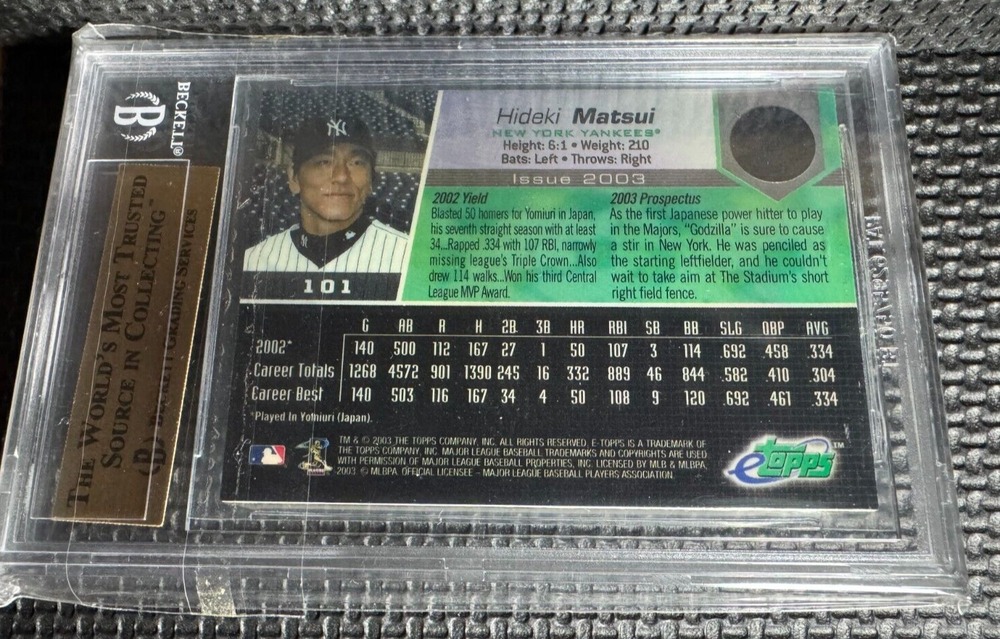 BECKETT®
B
THE WORLD'S MOST TRUSTED
SOURCE IN COLLECTING™
BECKETT GRADING SERVICES
NY
Hideki Matsui
NEW YORK YANKEES®
Height: 6:1 • Weight: 210
Bats: Left • Throws: Right
Issue 2003
101
2002 Yield
Blasted 50 homers for Yomiuri in Japan,
his seventh straight season with at least
34...Rapped .334 with 107 RBI, narrowly
missing league's Triple Crown...Also
drew 114 walks...Won his third Central
League MVP Award.
2003 Prospectus
As the first Japanese power hitter to play
in the Majors, "Godzilla" is sure to cause
a stir in New York. He was penciled as
the starting leftfielder, and he couldn't
wait to take aim at The Stadium's short
right field fence.
G AB R H 2B 3B HR RBI SB BB SLG OBP AVG
2002* 140 500 112 167 27 1 50 107 3 114 .692 .458 .334
Career Totals 1268 4572 901 1390 245 16 332 889 46 844 .582 .410 .304
Career Best 140 503 116 167 34 4 50 108 9 120 .692 .461 .334
*Played in Yomiuri (Japan).
TM & © 2003 THE TOPPS COMPANY, INC. ALL RIGHTS RESERVED. E-TOPPS IS A TRADEMARK OF
THE TOPPS COMPANY, INC. MAJOR LEAGUE BASEBALL TRADEMARKS AND COPYRIGHTS ARE USED
WITH PERMISSION OF MAJOR LEAGUE BASEBALL PROPERTIES, INC. LICENSED BY MLB & MLBPA.
2003 © MLBPA OFFICIAL LICENSEE - MAJOR LEAGUE BASEBALL PLAYERS ASSOCIATION
etopps™